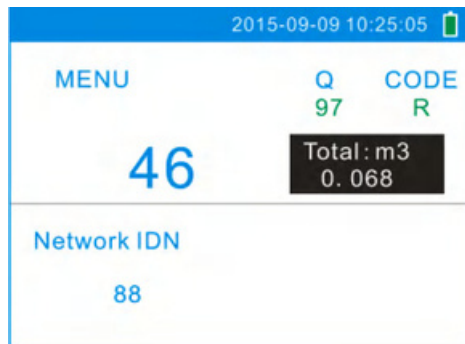 2015-09-09 10:25:05
MENU Q CODE
97 R
46 Total:m3
0.068
Network IDN
88